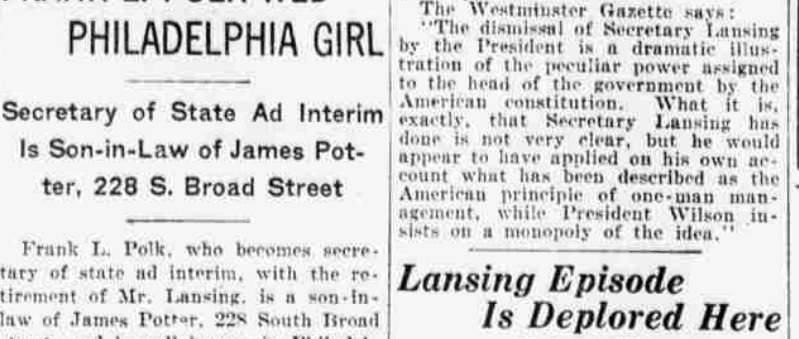 PHILADELPHIA GIRL
Secretary of State Ad Interim
Is Son-in-Law of James Pot-
ter, 228 S. Broad Street
Frank L. Polk, who becomes secre-
tary of state ad interim, with the re-
tirement of Mr. Lansing, is a son-in-
law of James Potter, 228 South Broad
The Westminster Gazette says:
"The dismissal of Secretary Lansing
by the President is a dramatic illus-
tration of the peculiar power assigned
to the head of the government by the
American constitution. What it is,
exactly, that Secretary Lansing has
done is not very clear, but he would
appear to have applied on his own ac-
count what has been described as the
American principle of one-man man-
agement, while President Wilson in-
sists on a monopoly of the idea."
Lansing Episode
Is Deplored Here